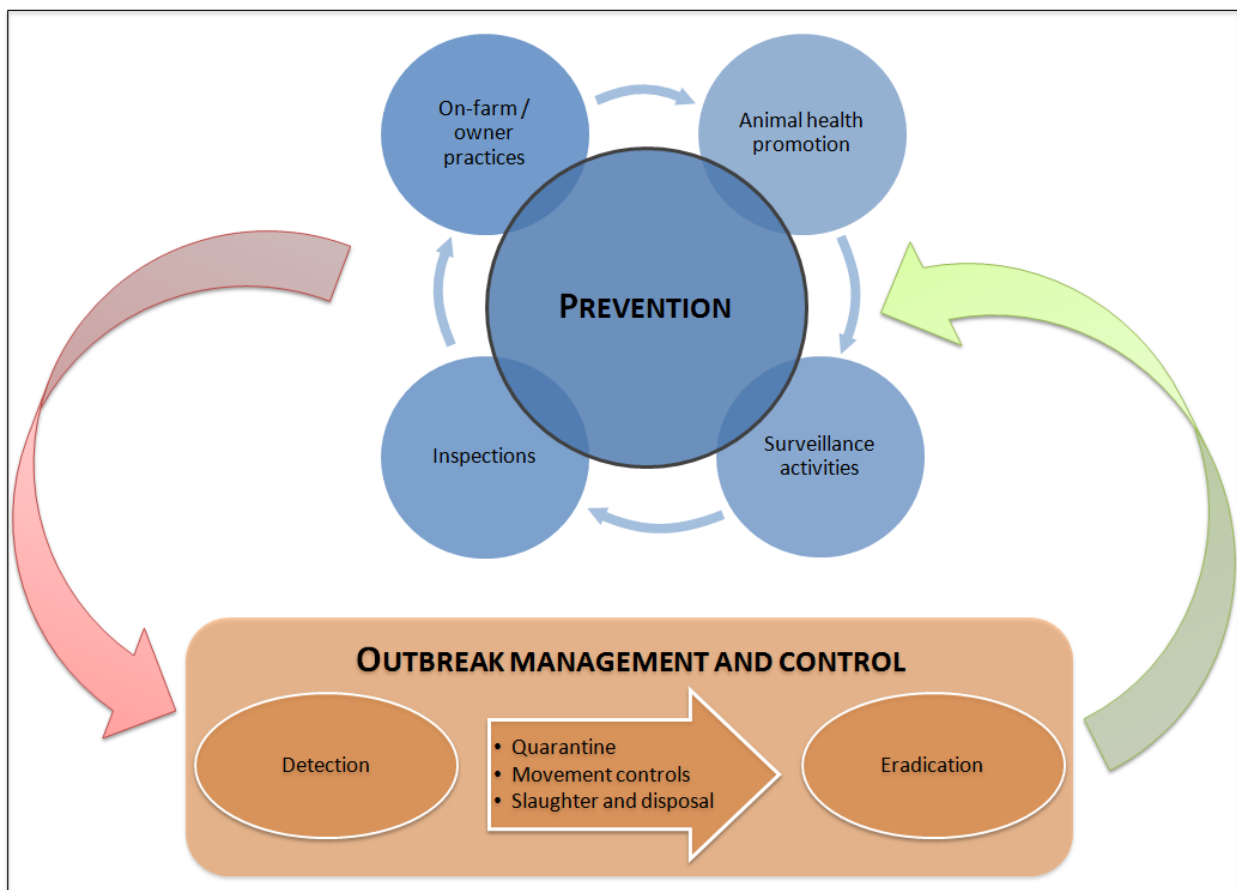 On-farm /
owner
practices
Animal health
promotion
PREVENTION
Inspections
Surveillance
activities
OUTBREAK MANAGEMENT AND CONTROL
Detection
• Quarantine
• Movement controls
• Slaughter and disposal
Eradication